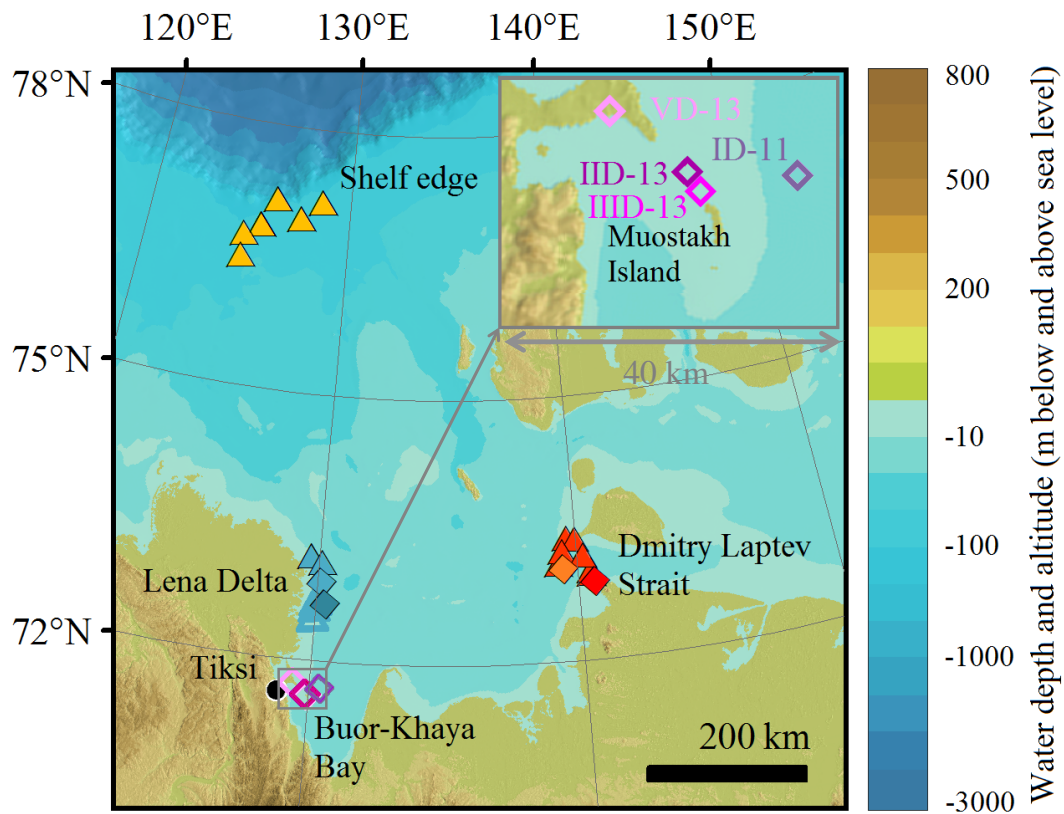 120°E
130°E
140°E
150°E
78°N
75°N
72°N
Shelf edge
VD-13
ID-11
IID-13
IIID-13
Muostakh
Island
40 km
Lena Delta
Dmitry Laptev
Strait
Tiksi
Buor-Khaya
Bay
200 km
800
500
200
-10
-100
-1000
-3000
Water depth and altitude (m below and above sea level)